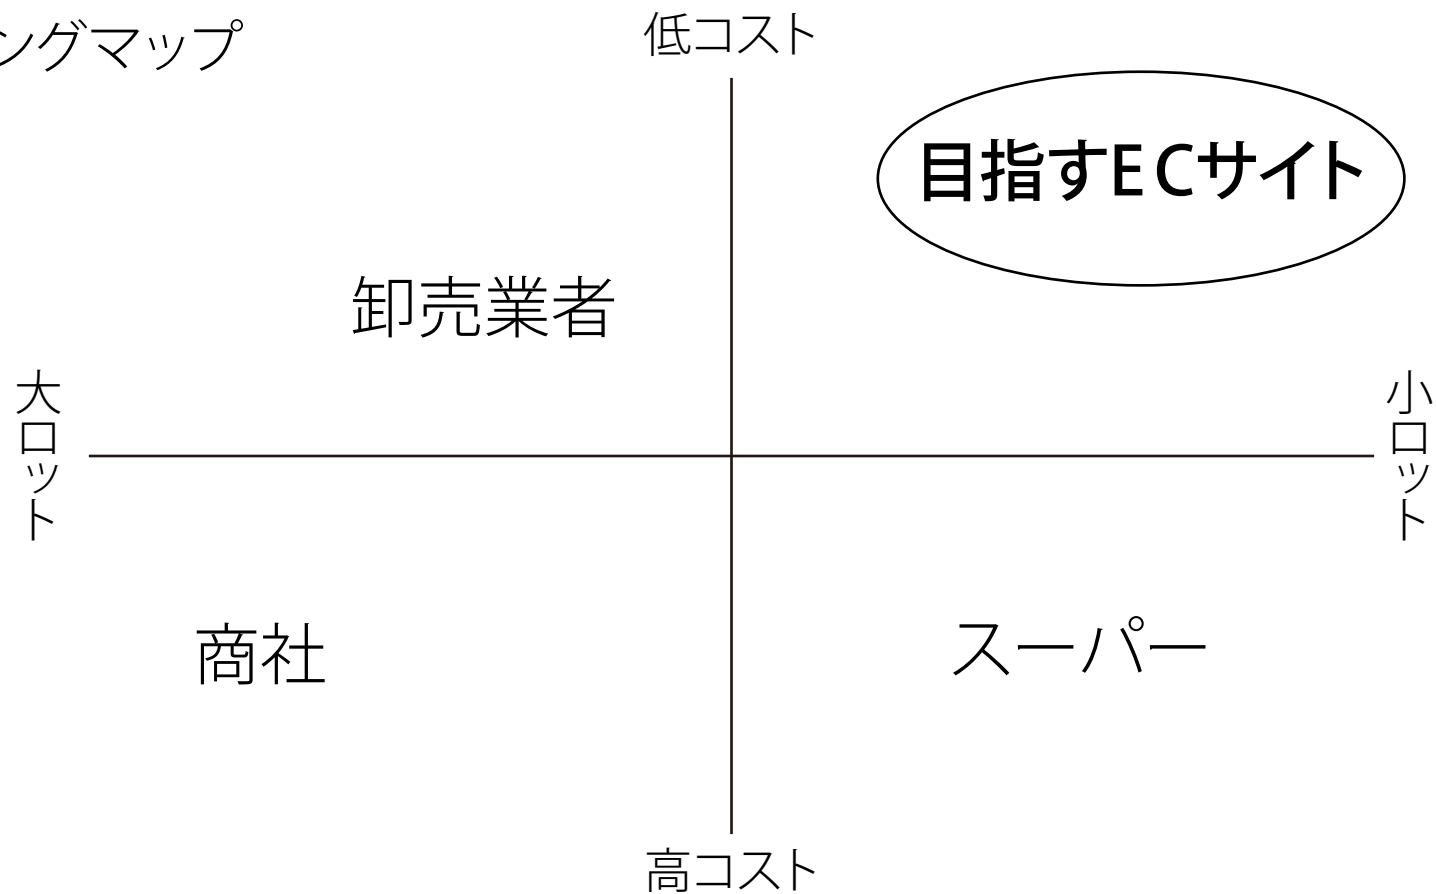 ングマップ
低コスト
目指すECサイト
卸売業者
大ロット
小ロット
商社
スーパー
高コスト